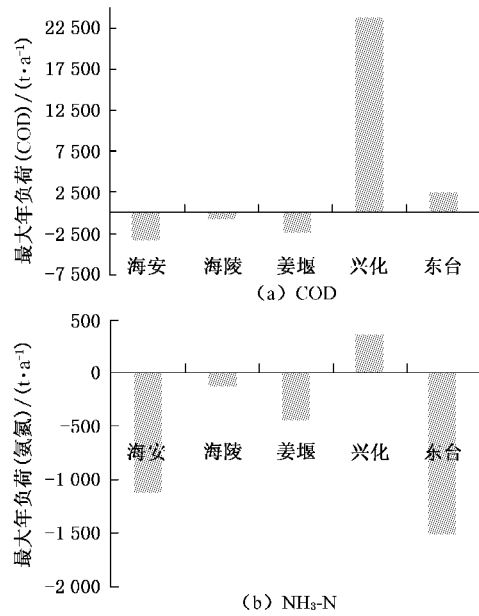 最大年负荷(COD)/(t·a⁻¹)
22 500
17 500
12 500
7 500
2 500
-2 500
-7 500
海安 海陵 姜堰 兴化 东台
(a) COD
最大年负荷(氨氮)/(t·a⁻¹)
500
0
-500
-1 000
-1 500
-2 000
海安 海陵 姜堰 兴化 东台
(b) NH₃-N